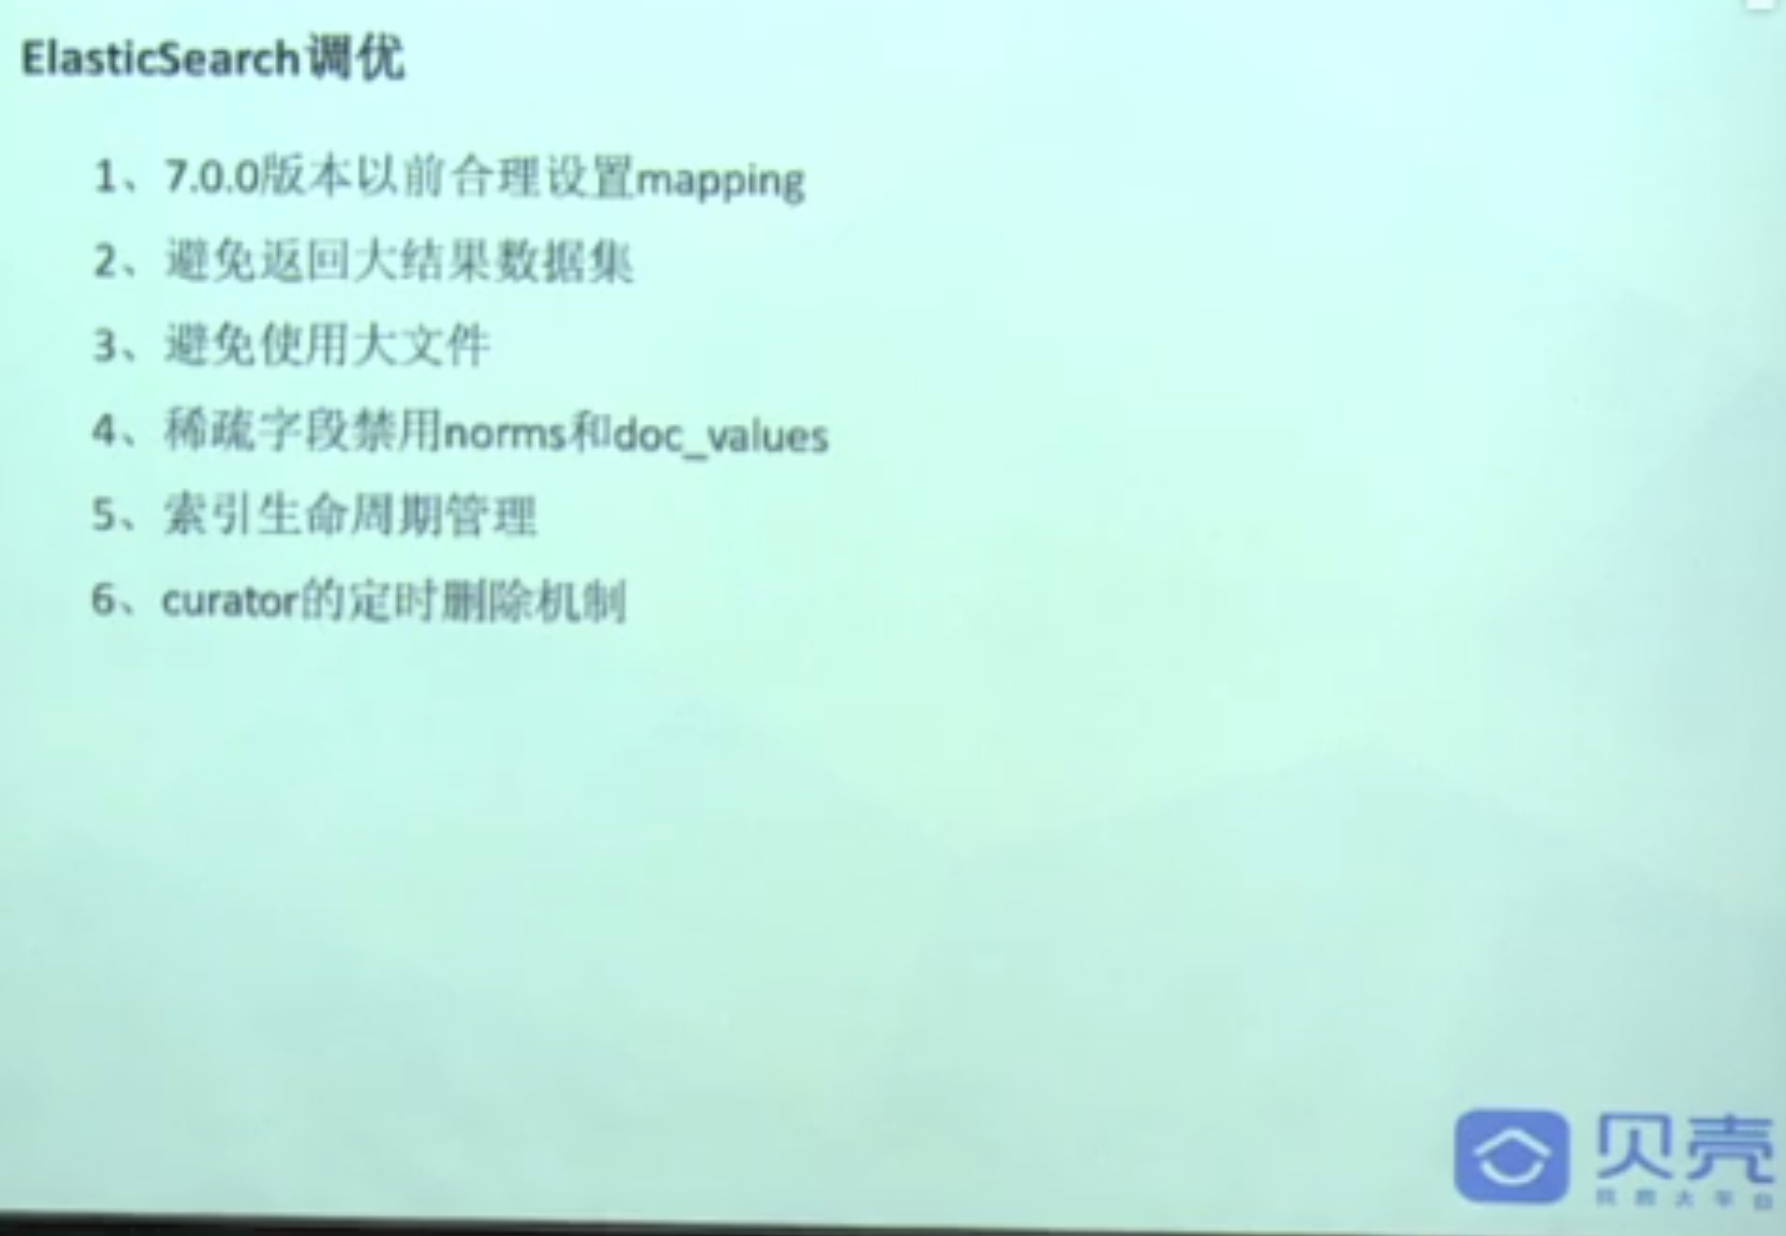 ElasticSearch调优
1、7.0.0版本以前合理设置mapping
2、避免返回大结果数据集
3、避免使用大文件
4、稀疏字段禁用norms和doc_values
5、索引生命周期管理
6、curator的定时删除机制
贝壳
找房大平台